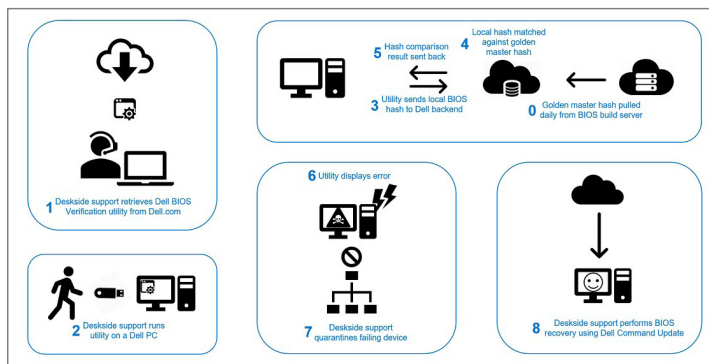 1 Deskside support retrieves Dell BIOS
Verification utility from Dell.com
2 Deskside support runs
utility on a Dell PC
5 Hash comparison
result sent back
3 Utility sends local BIOS
hash to Dell backend
4 Local hash matched
against golden
master hash
0 Golden master hash pulled
daily from BIOS build server
6 Utility displays error
7 Deskside support
quarantines failing device
8 Deskside support performs BIOS
recovery using Dell Command Update